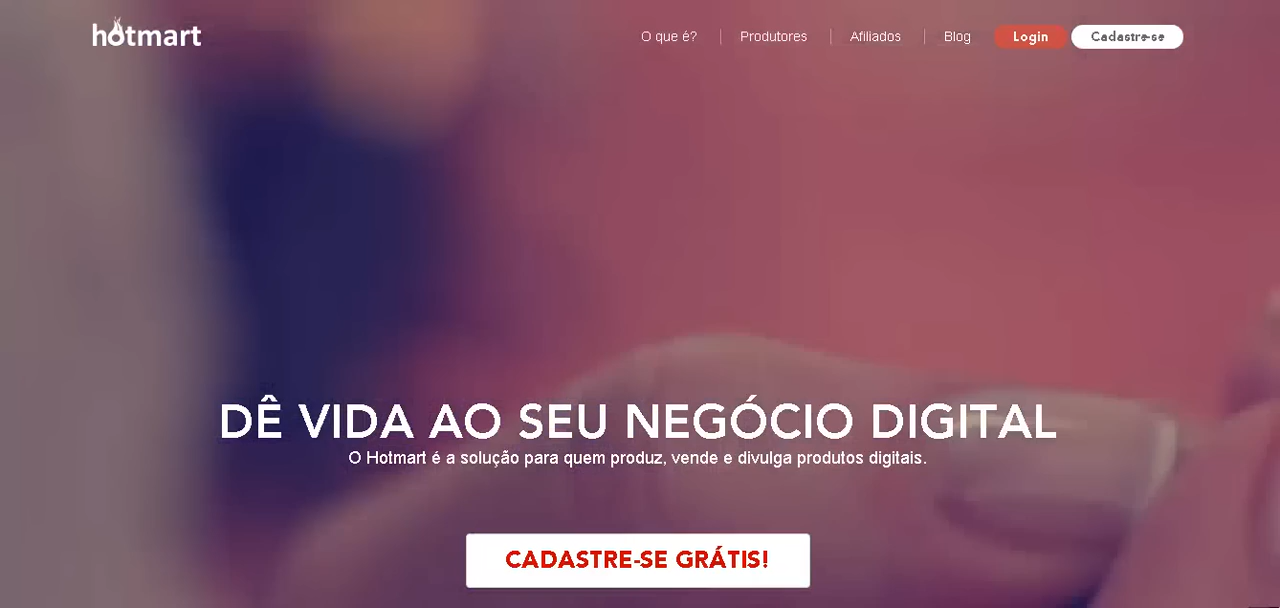 hotmart
O que é?
Produtores
Afiliados
Blog
Login
Cadastre-se
DÊ VIDA AO SEU NEGÓCIO DIGITAL
O Hotmart é a solução para quem produz, vende e divulga produtos digitais.
CADASTRE-SE GRÁTIS!